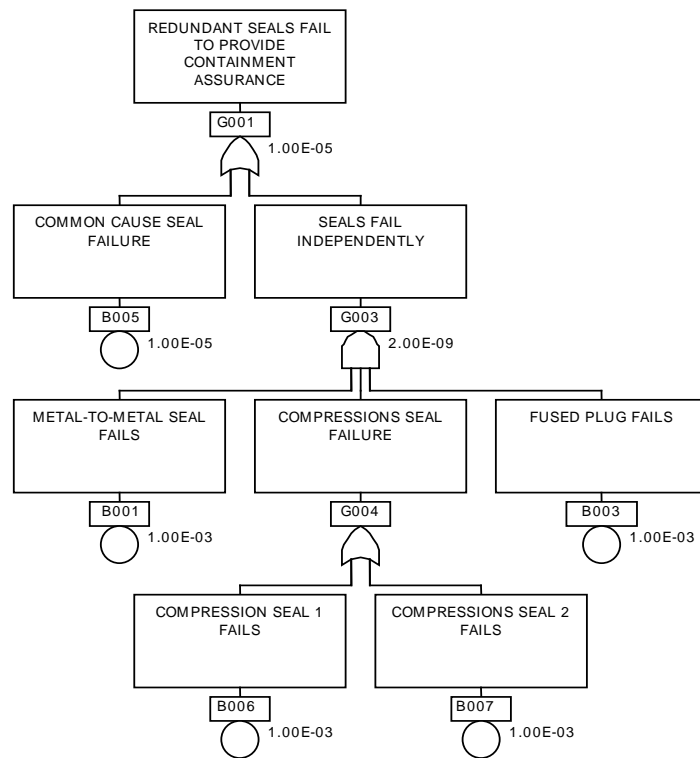 REDUNDANT SEALS FAIL
TO PROVIDE
CONTAINMENT
ASSURANCE
G001
1.00E-05
COMMON CAUSE SEAL
FAILURE
SEALS FAIL
INDEPENDENTLY
B005
1.00E-05
G003
2.00E-09
METAL-TO-METAL SEAL
FAILS
COMPRESSIONS SEAL
FAILURE
FUSED PLUG FAILS
B001
1.00E-03
G004
B003
1.00E-03
COMPRESSION SEAL 1
FAILS
COMPRESSIONS SEAL 2
FAILS
B006
1.00E-03
B007
1.00E-03